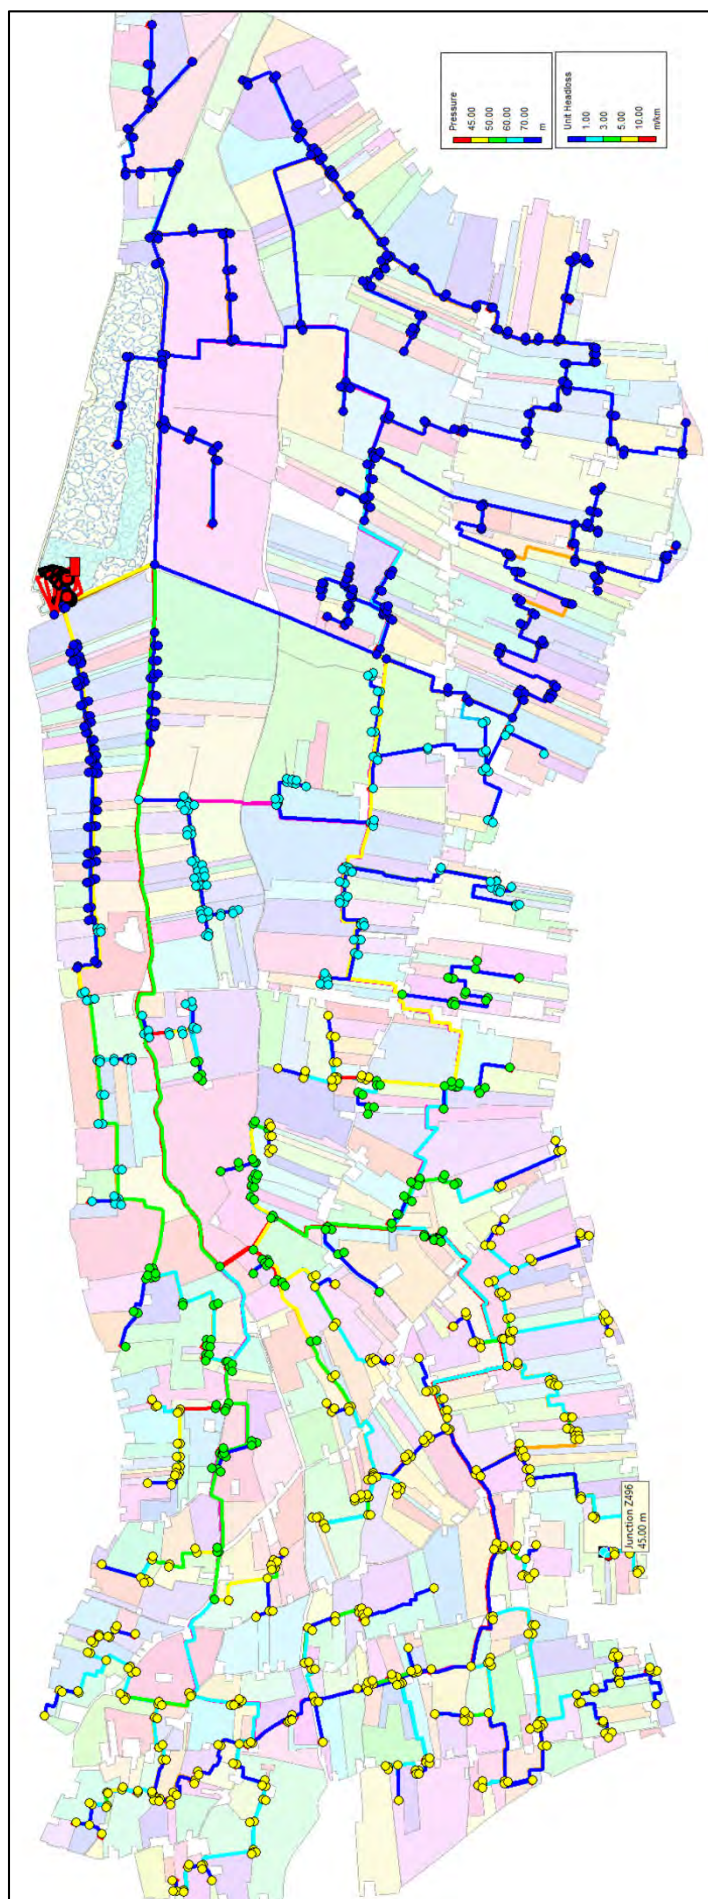 Pressure
45.00
50.00
60.00
70.00
m
Unit Headloss
1.00
3.00
5.00
10.00
m/km
Junction Z496
45.00 m